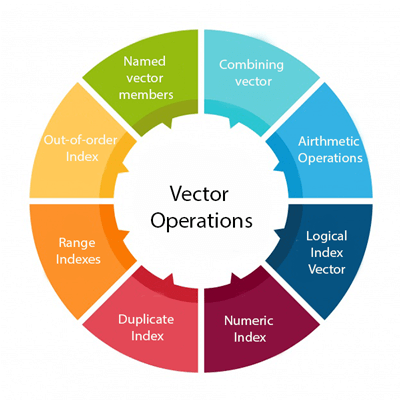 Vector
Operations
Combining
vector
Airthmetic
Operations
Logical
Index
Vector
Numeric
Index
Duplicate
Index
Range
Indexes
Out-of-order
Index
Named
vector
members